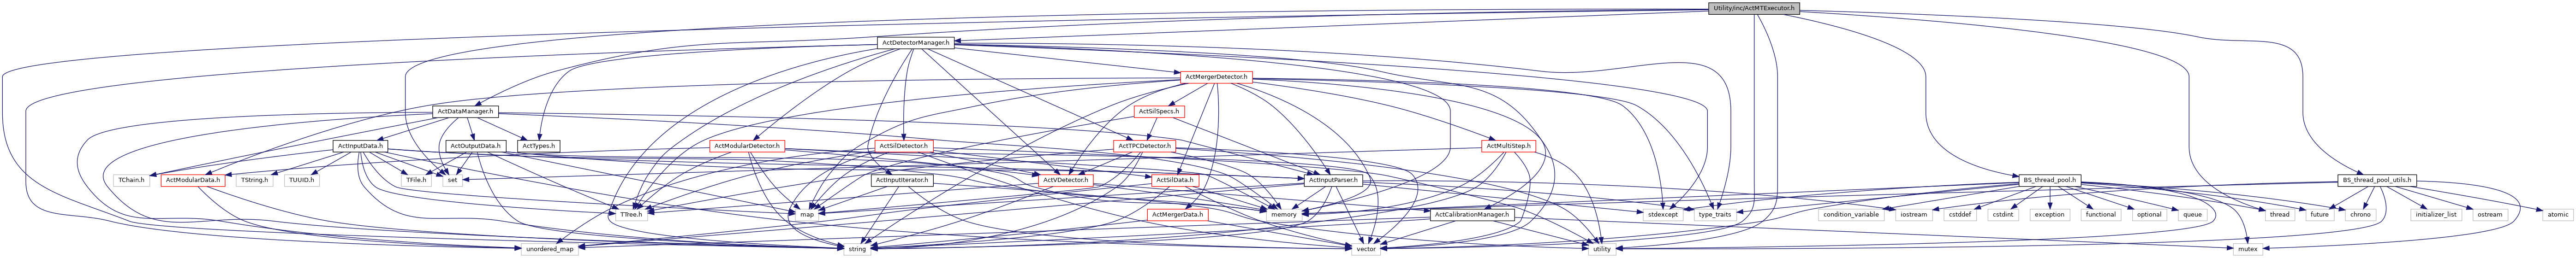 Utility/inc/ActMTExecutor.h
ActDetectorManager.h
ActMergerDetector.h
ActDataManager.h
ActSilSpecs.h
ActInputData.h
ActOutputData.h
ActTypes.h
ActModularDetector.h
ActSilDetector.h
ActTPCDetector.h
ActMultiStep.h
TChain.h
ActModularData.h
TString.h
TUUID.h
TFile.h
set
ActInputIterator.h
ActVDetector.h
ActSilData.h
ActInputParser.h
BS_thread_pool.h
BS_thread_pool_utils.h
TTree.h
map
ActMergerData.h
memory
ActCalibrationManager.h
stdexcept
type_traits
condition_variable
iostream
cstddef
cstdint
exception
functional
optional
queue
thread
future
chrono
initializer_list
ostream
atomic
unordered_map
string
vector
utility
mutex